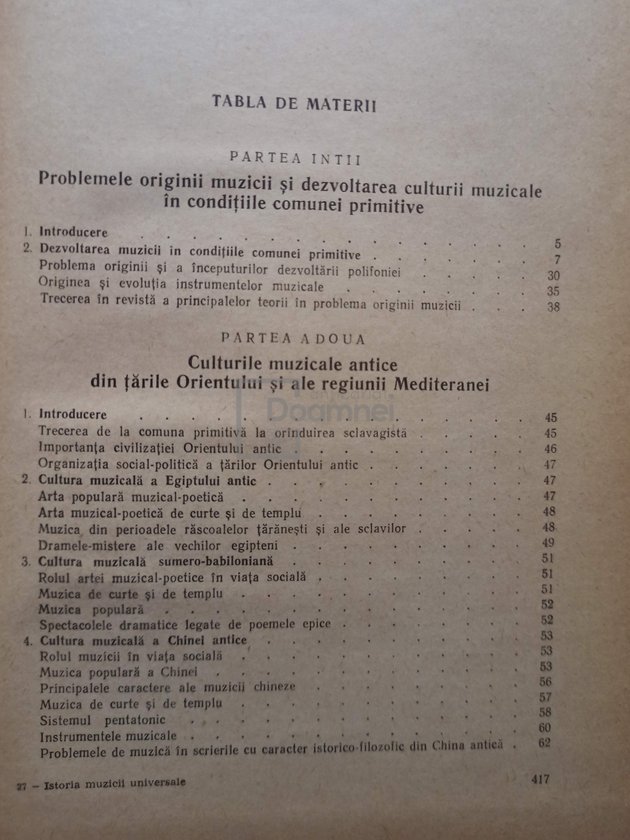 TABLA DE MATERII
PARTEA INTII
Problemele originii muzicii și dezvoltarea culturii muzicale
în condițiile comunei primitive
1. Introducere . . . . . . . . . . . . . . . 5
2. Dezvoltarea muzicii în condițiile comunei primitive . . . . . . . 7
Problema originii și a începuturilor dezvoltării polifoniei . . . . . 30
Originea și evoluția instrumentelor muzicale . . . . . . . 35
Trecerea în revistă a principalelor teorii în problema originii muzicii . . . 38
PARTEA A DOUA
Culturile muzicale antice
din țările Orientului și ale regiunii Mediteranei
1. Introducere . . . . . . . . . . . . . . 45
Trecerea de la comuna primitivă la orînduirea sclavagistă . . . . . 45
Importanța civilizației Orientului antic . . . . . . . . 46
Organizația social-politică a țărilor Orientului antic . . . . . . 47
2. Cultura muzicală a Egiptului antic . . . . . . . . . 47
Arta populară muzical-poetică . . . . . . . . . . 47
Arta muzical-poetică de curte și de templu . . . . . . . 48
Muzica din perioadele răscoalelor țărănești și ale sclavilor . . . . 48
Dramele-mistere ale vechilor egipteni . . . . . . . . 49
3. Cultura muzicală sumero-babiloniană . . . . . . . . 51
Rolul artei muzical-poetice în viața socială . . . . . . . 51
Muzica de curte și de templu . . . . . . . . . . 51
Muzica populară . . . . . . . . . . . . 52
Spectacolele dramatice legate de poemele epice . . . . . . 52
4. Cultura muzicală a Chinei antice . . . . . . . . . 53
Rolul muzicii în viața socială . . . . . . . . . . 53
Muzica populară a Chinei . . . . . . . . . . . 53
Principalele caractere ale muzicii chineze . . . . . . . 56
Muzica de curte și de templu . . . . . . . . . . 57
Sistemul pentatonic . . . . . . . . . . . . 58
Instrumentele muzicale . . . . . . . . . . . 60
Problemele de muzică în scrierile cu caracter istorico-filozofic din China antică . 62
27 — Istoria muzicii universale 417